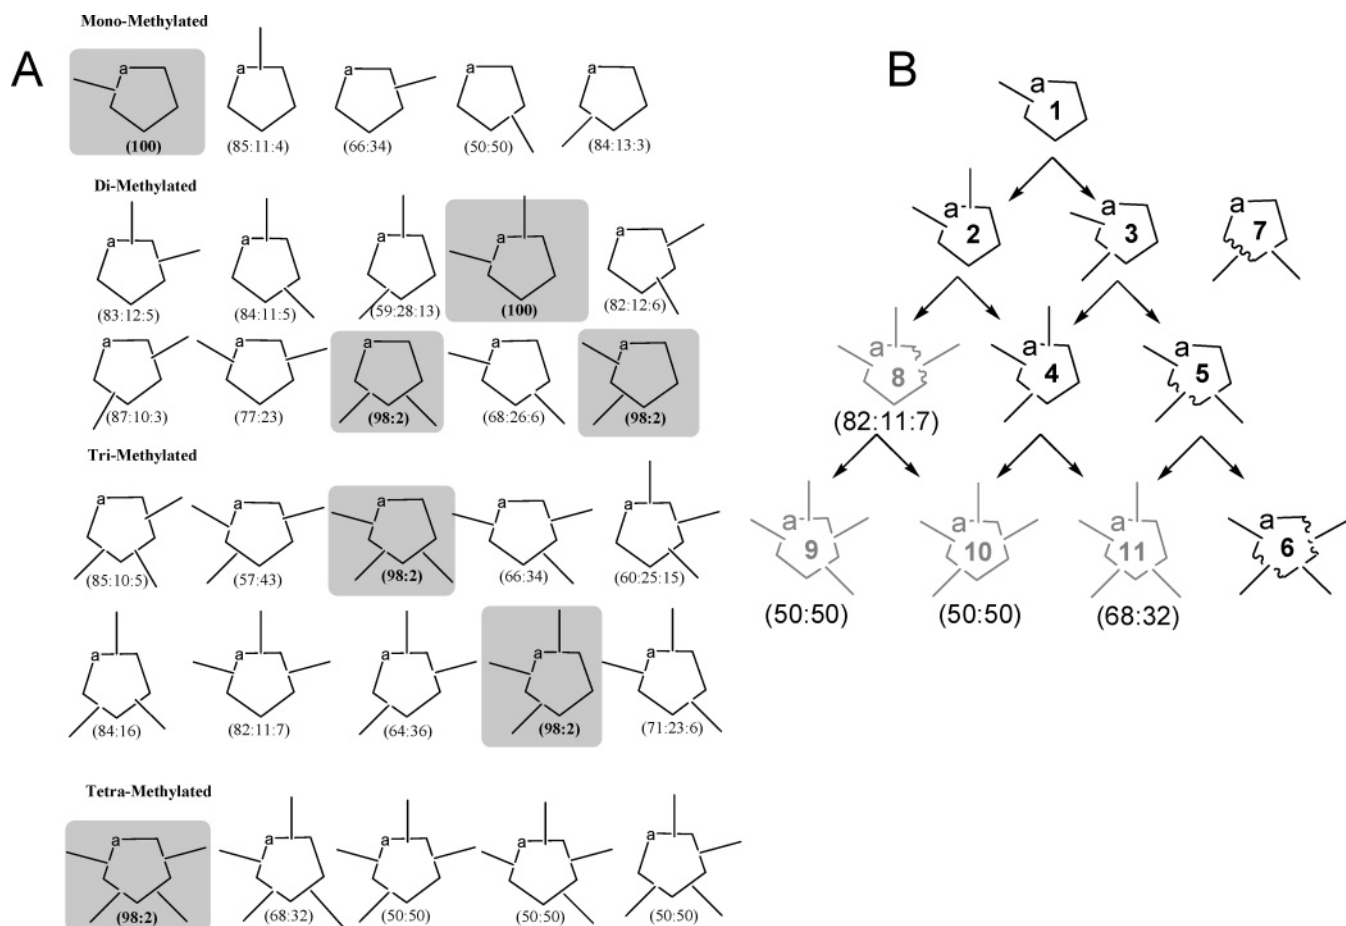 Mono-Methylated
A
B
a a a a a
(100) (85:11:4) (66:34) (50:50) (84:13:3)
Di-Methylated
a a a a a
(83:12:5) (84:11:5) (59:28:13) (100) (82:12:6)
a a a a a
(87:10:3) (77:23) (98:2) (68:26:6) (98:2)
Tri-Methylated
a a a a a
(85:10:5) (57:43) (98:2) (66:34) (60:25:15)
a a a a a
(84:16) (82:11:7) (64:36) (98:2) (71:23:6)
Tetra-Methylated
a a a a a
(98:2) (68:32) (50:50) (50:50) (50:50)
a
1
a a a
2 3 7
a a a
8 4 5
(82:11:7)
a a a a
9 10 11 6
(50:50) (50:50) (68:32)